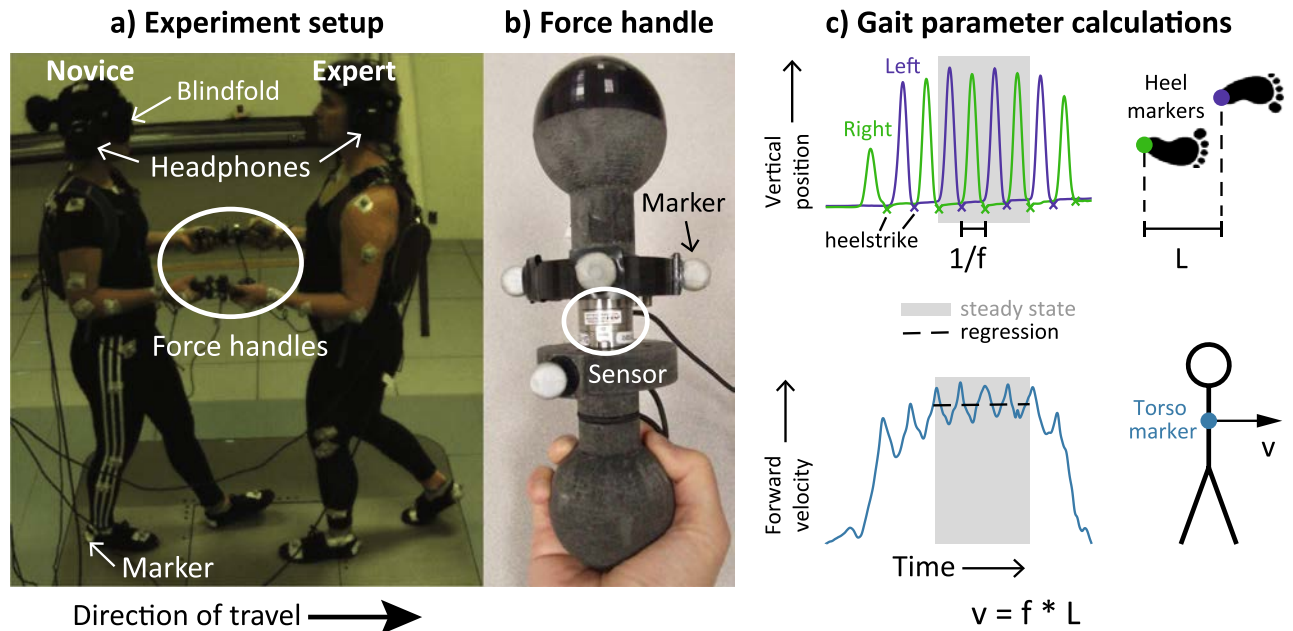 a) Experiment setup
Novice
Expert
Blindfold
Headphones
Force handles
Marker
Direction of travel
b) Force handle
Marker
Sensor
c) Gait parameter calculations
Vertical
position
Left
Right
heelstrike
1/f
Heel
markers
L
steady state
regression
Forward
velocity
Time
Torso
marker
v
v = f * L